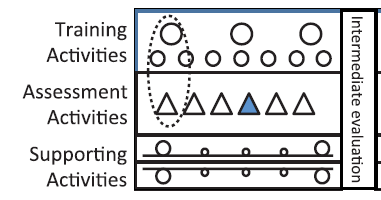 Training
Activities
Assessment
Activities
Supporting
Activities
Intermediate evaluation